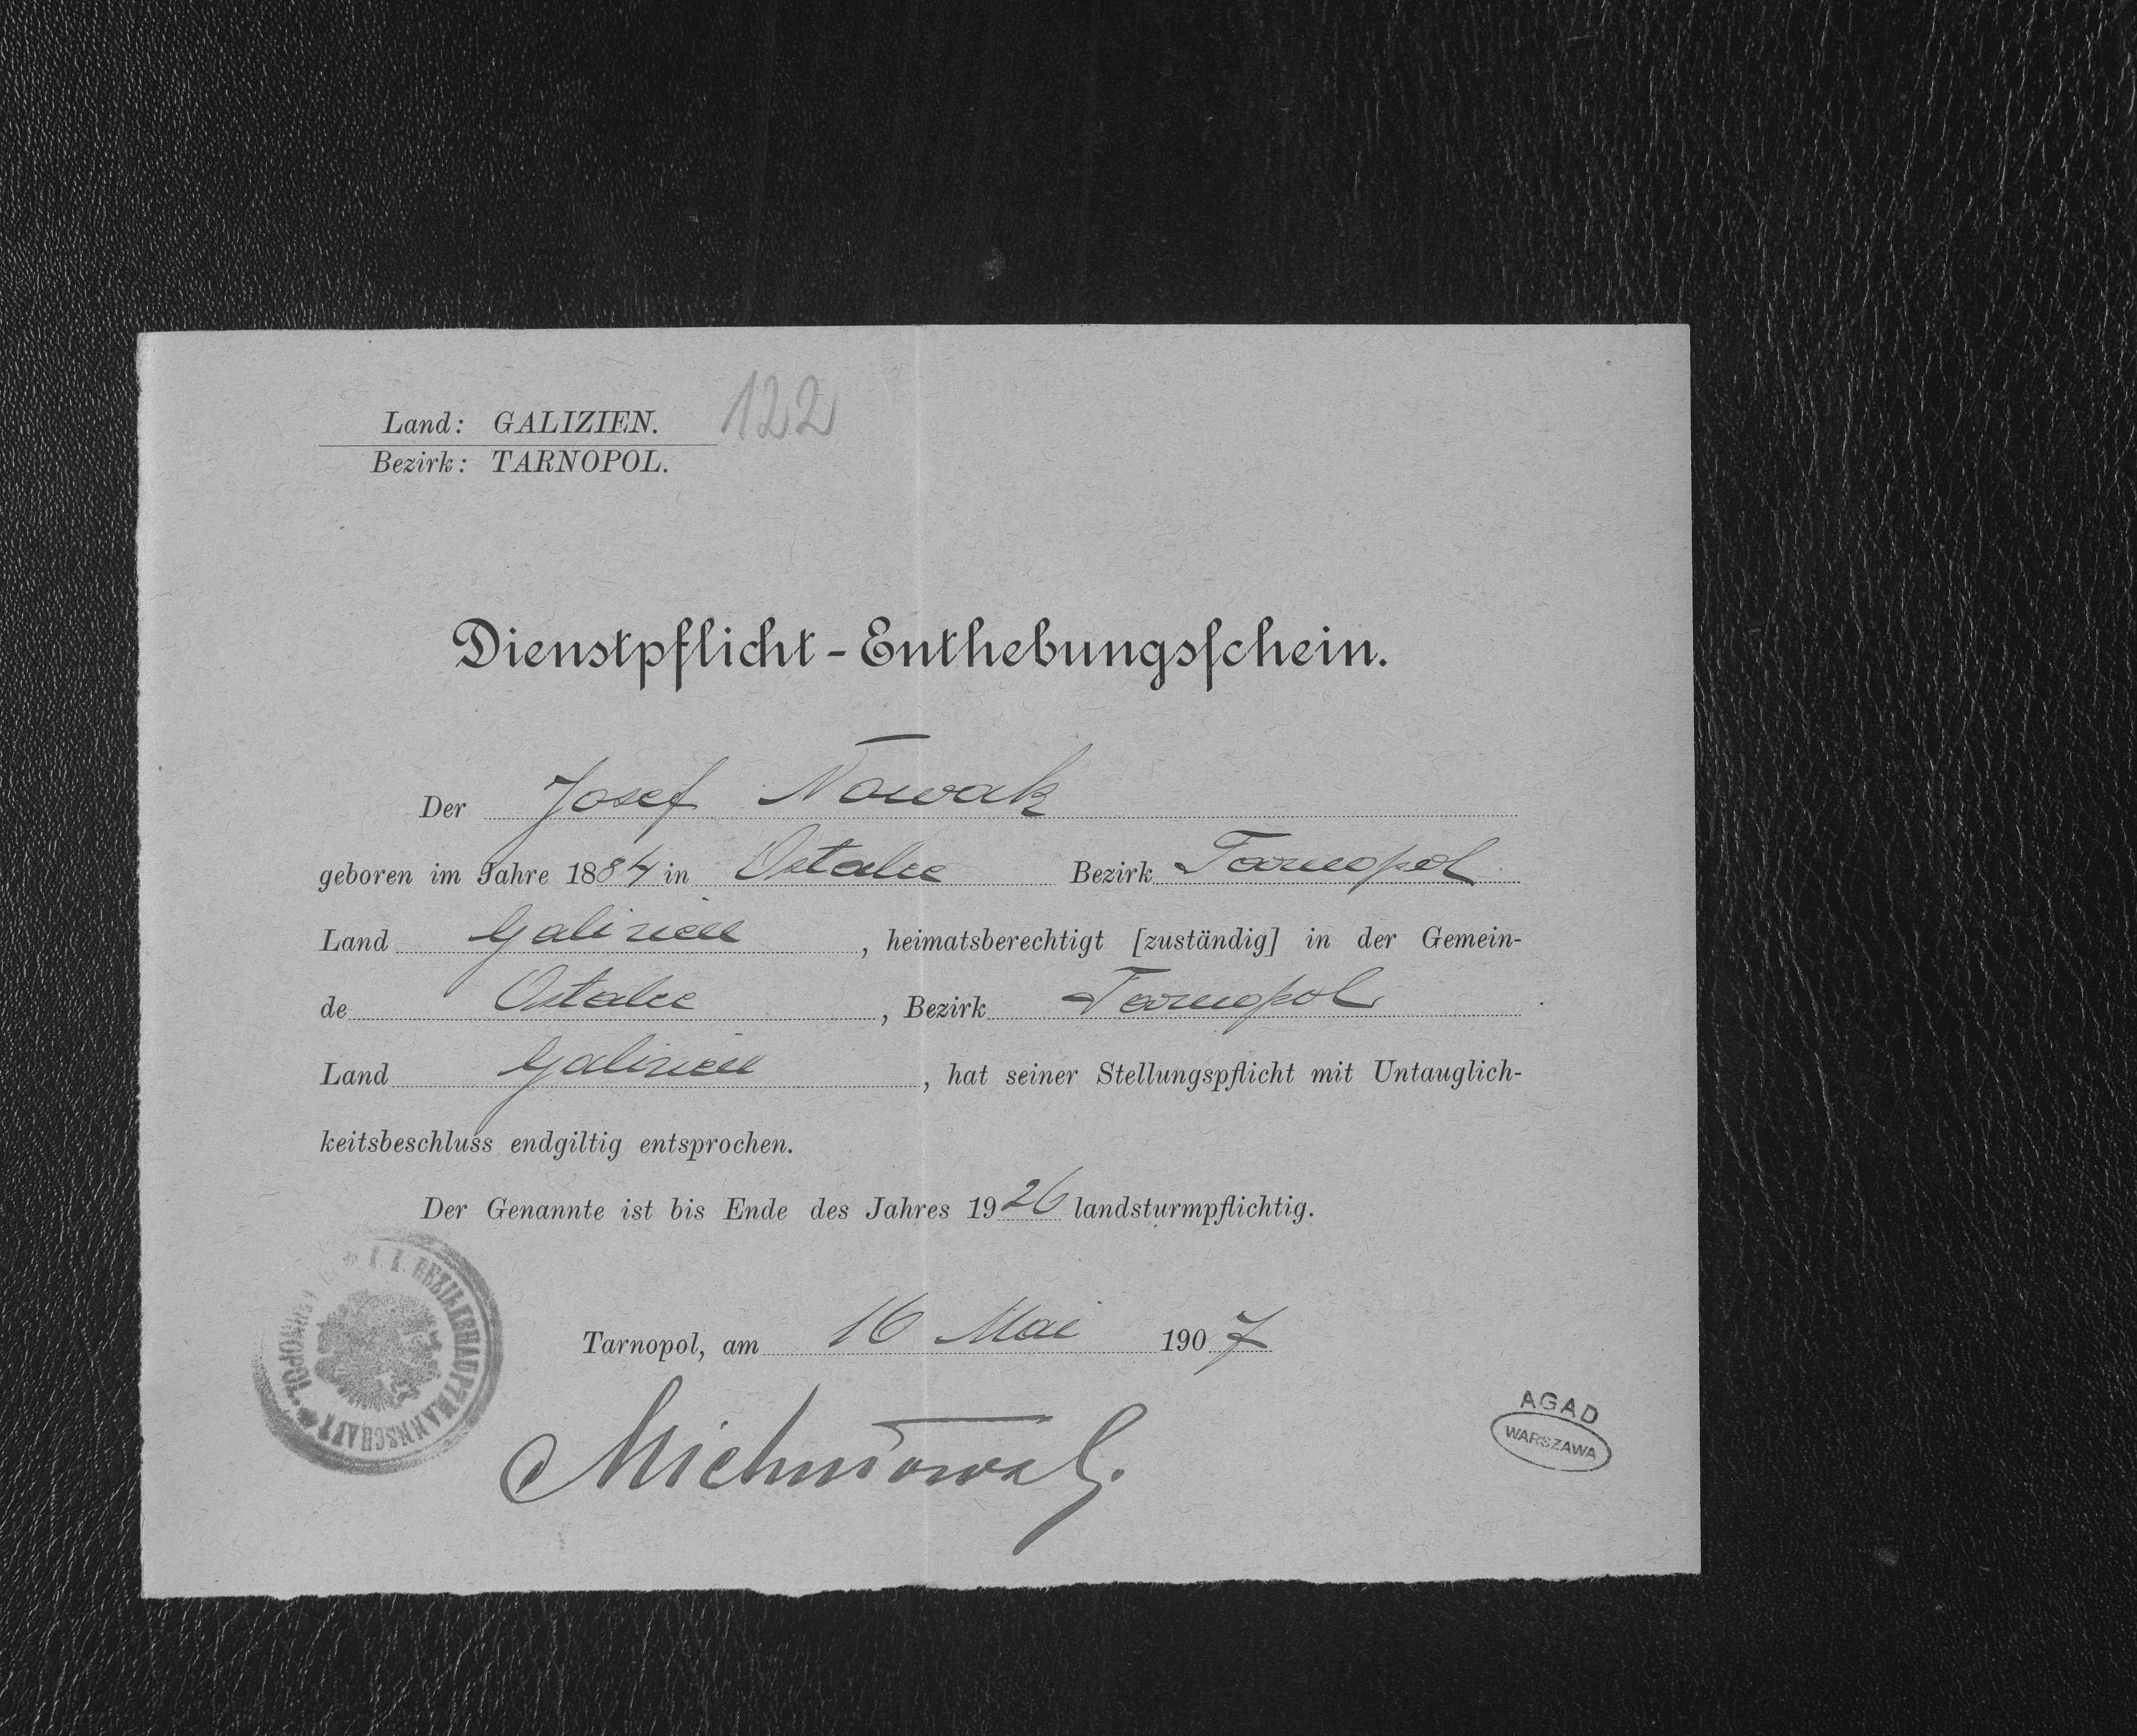 Land: GALIZIEN. 122
Bezirk: TARNOPOL.
Dienstpflicht-Enthebungsschein.
Der Josef Nowak
geboren im Jahre 1884 in Ostalce Bezirk Tarnopol
Land Galizien, heimatsberechtigt [zuständig] in der Gemein-
de Ostalce, Bezirk Tarnopol
Land Galizien, hat seiner Stellungspflicht mit Untauglich-
keitsbeschluss endgiltig entsprochen.
Der Genannte ist bis Ende des Jahres 1926 landsturmpflichtig.
Tarnopol, am 16 Mai 1907
K. K. BEZIRKSHAUPTMANNSCHAFT TARNOPOL
AGAD
WARSZAWA